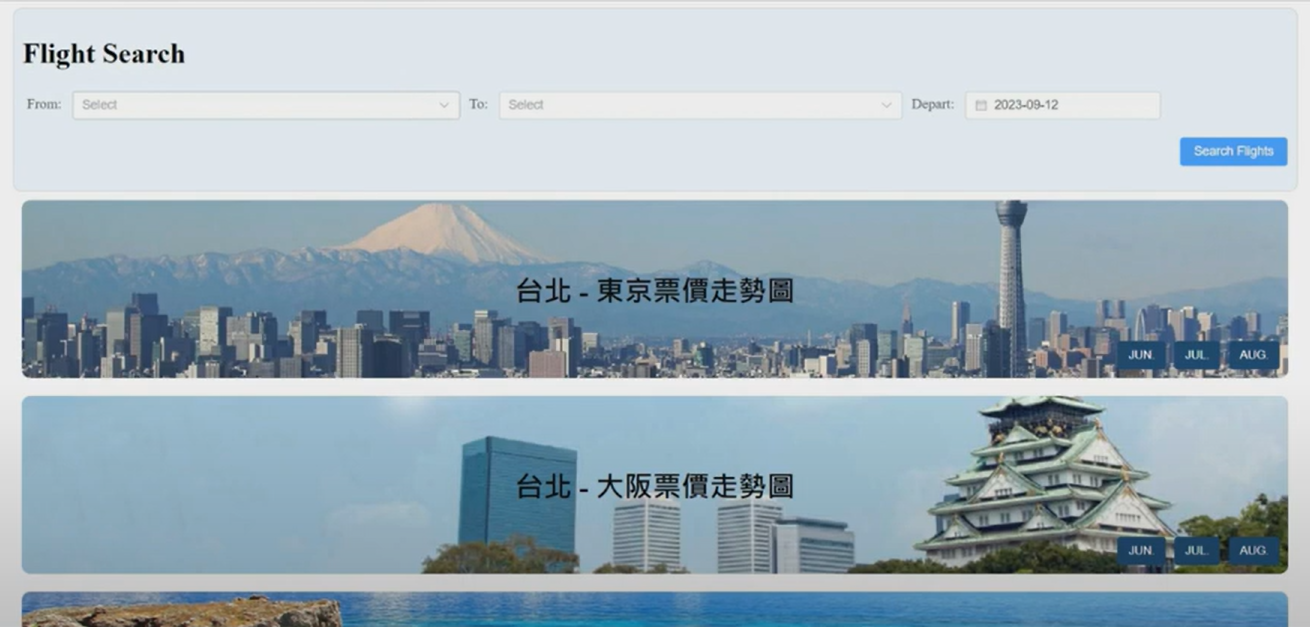 Flight Search
From: Select To: Select Depart: 2023-09-12
Search Flights
台北 - 東京票價走勢圖
JUN. JUL. AUG.
台北 - 大阪票價走勢圖
JUN. JUL. AUG.